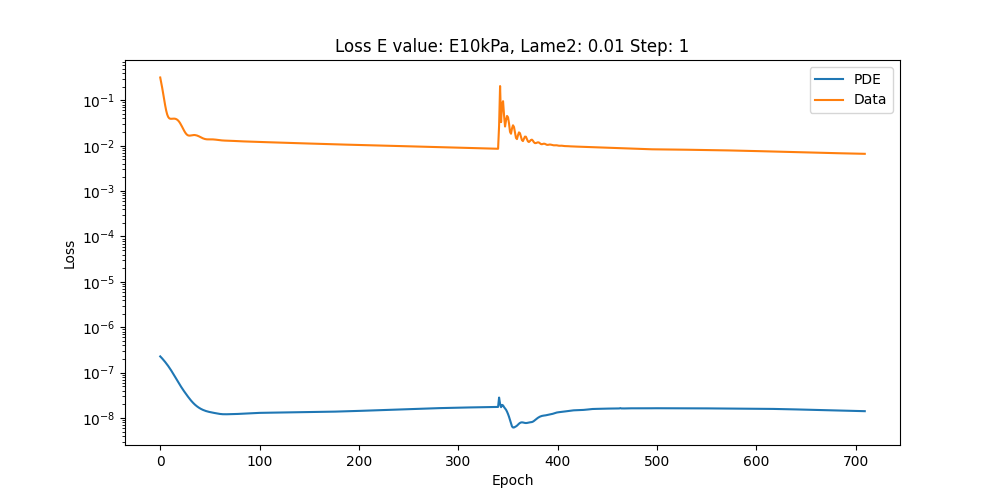 Loss E value: E10kPa, Lame2: 0.01 Step: 1
PDE
Data
10⁻¹
10⁻²
10⁻³
10⁻⁴
10⁻⁵
10⁻⁶
10⁻⁷
10⁻⁸
Loss
0 100 200 300 400 500 600 700
Epoch